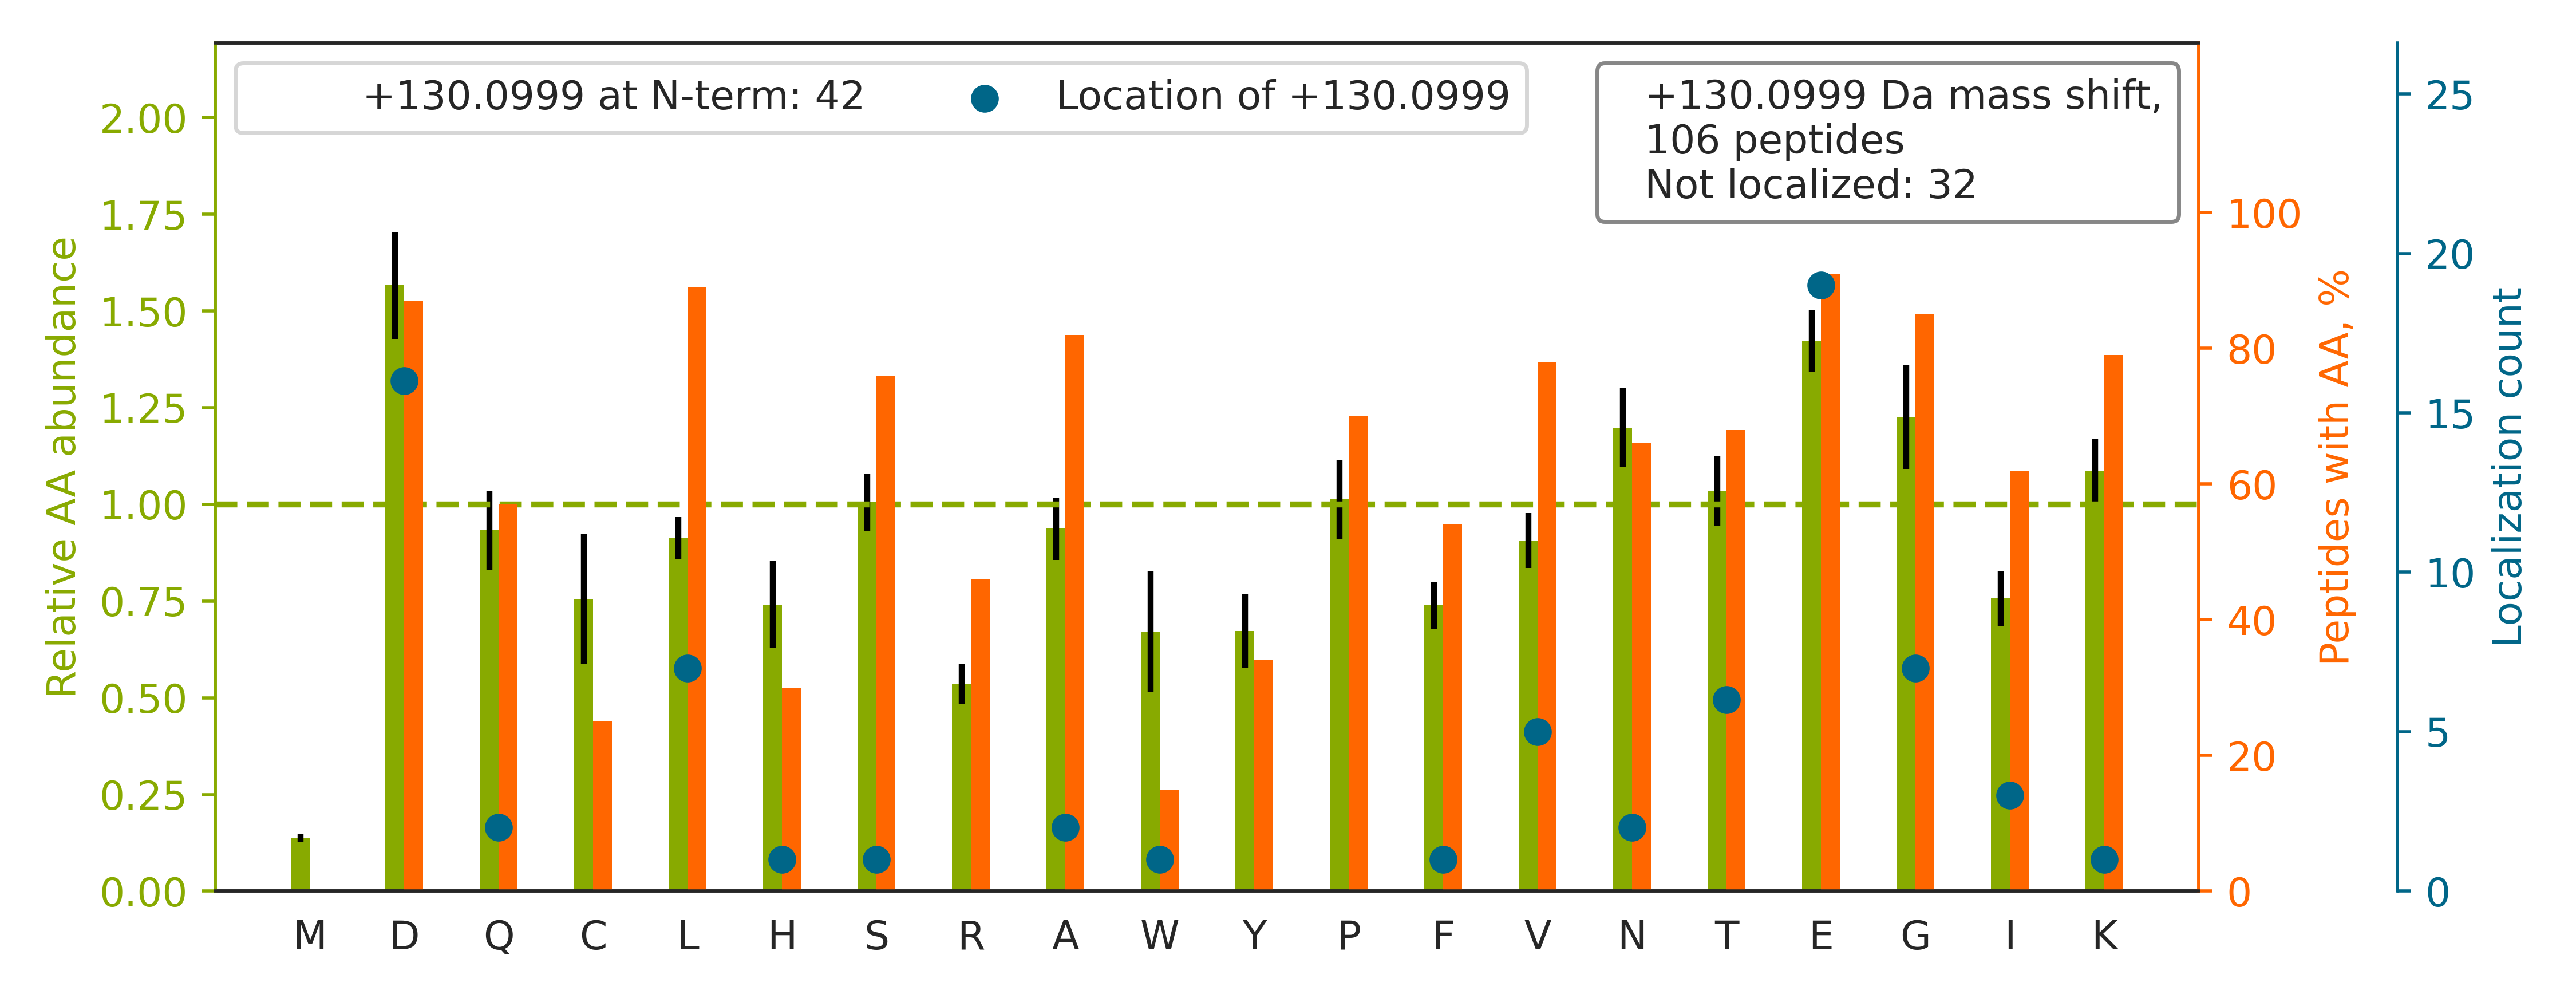 +130.0999 at N-term: 42
Location of +130.0999
+130.0999 Da mass shift,
106 peptides
Not localized: 32
Relative AA abundance
2.00
1.75
1.50
1.25
1.00
0.75
0.50
0.25
0.00
M D Q C L H S R A W Y P F V N T E G I K
100
80
60
40
20
0
Peptides with AA, %
25
20
15
10
5
0
Localization count